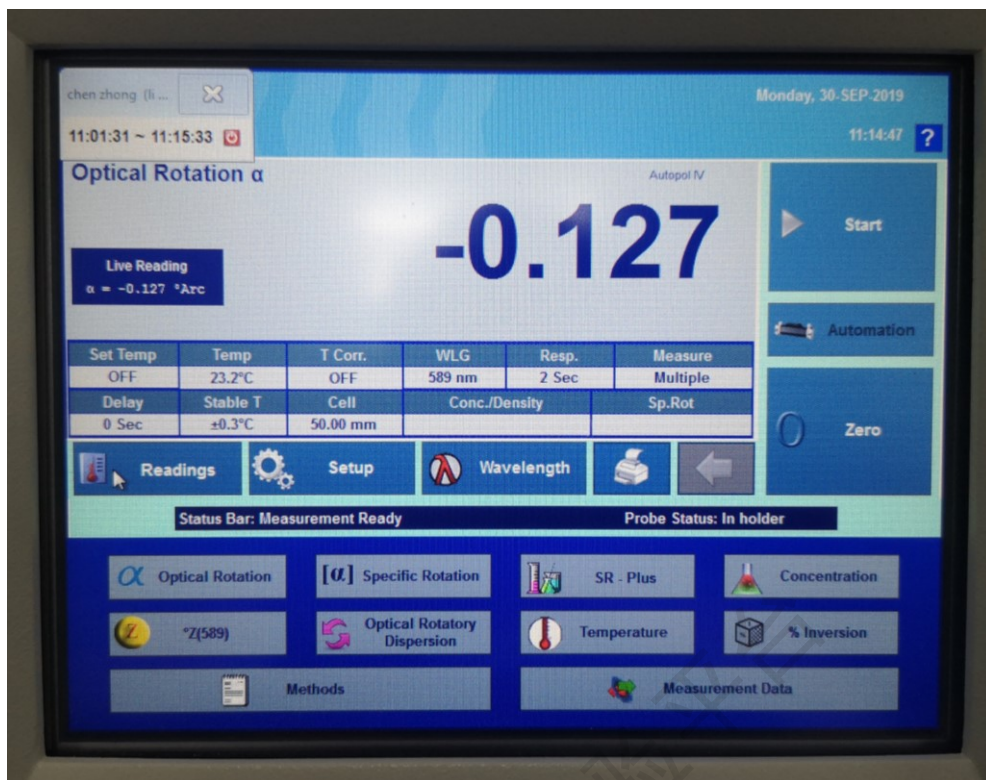 chen zhong (li ...
Monday, 30-SEP-2019
11:01:31 ~ 11:15:33
11:14:47 ?
Optical Rotation α
Autopol IV
-0.127
Live Reading
α = -0.127 °Arc
Start
Automation
Set Temp Temp T Corr. WLG Resp. Measure
OFF 23.2°C OFF 589 nm 2 Sec Multiple
Delay Stable T Cell Conc./Density Sp.Rot
0 Sec ±0.3°C 50.00 mm
0 Zero
Readings Setup λ Wavelength
Status Bar: Measurement Ready Probe Status: In holder
α Optical Rotation [α] Specific Rotation SR - Plus Concentration
Z °Z(589) Optical Rotatory
Dispersion Temperature % Inversion
Methods Measurement Data